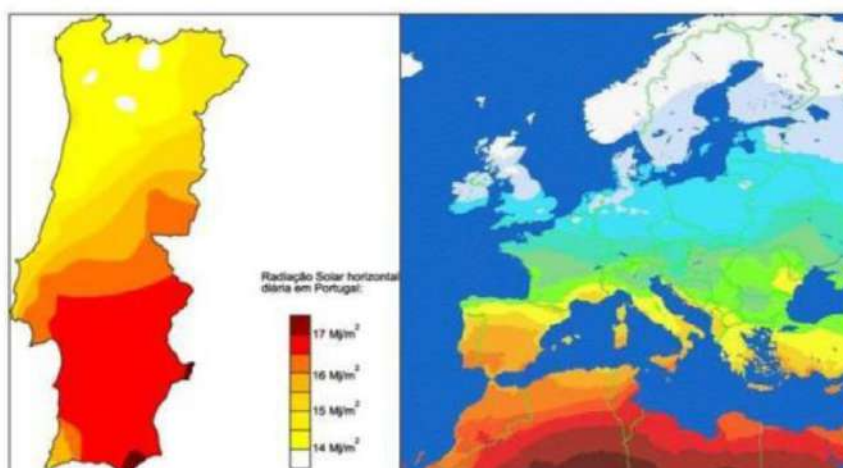 Radiação Solar horizontal
diária em Portugal:
17 Mj/m²
16 Mj/m²
15 Mj/m²
14 Mj/m²